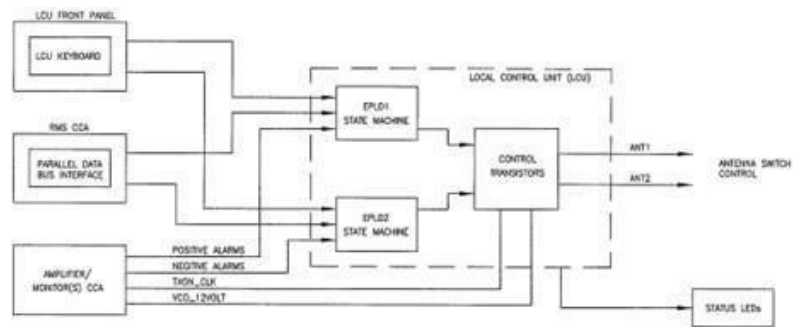 LCU FRONT PANEL
LCU KEYBOARD
RMS CCA
PARALLEL DATA
BUS INTERFACE
AMPLIFIER/
MONITOR(S) CCA
POSITIVE ALARMS
NEGITIVE ALARMS
TXON_CLK
VCO_12VOLT
LOCAL CONTROL UNIT (LCU)
EPLD1
STATE MACHINE
EPLD2
STATE MACHINE
CONTROL
TRANSISTORS
ANT1
ANT2
ANTENNA SWITCH
CONTROL
STATUS LEDs